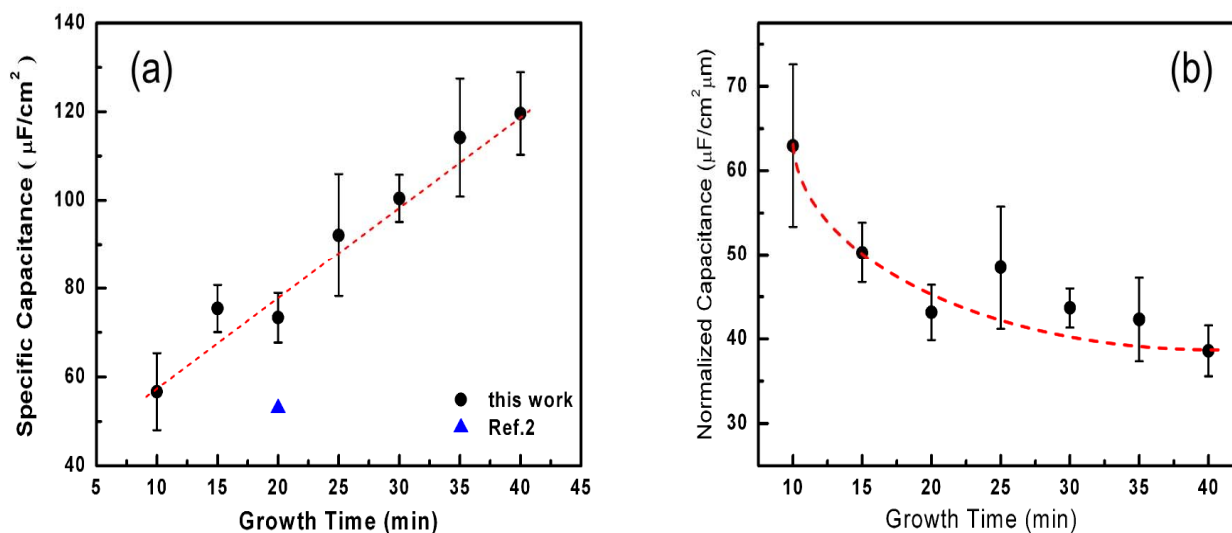 (a)
Specific Capacitance ( μF/cm² )
140
120
100
80
60
40
5 10 15 20 25 30 35 40 45
Growth Time (min)
this work
Ref.2
(b)
Normalized Capacitance (μF/cm²μm)
70
60
50
40
30
10 15 20 25 30 35 40
Growth Time (min)